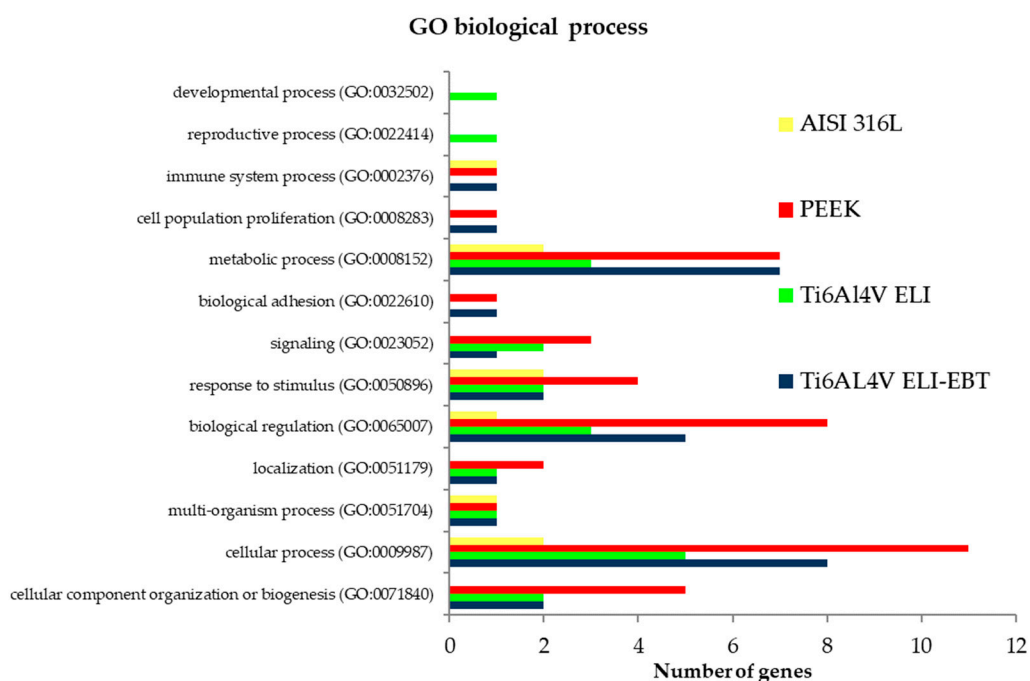 GO biological process
developmental process (GO:0032502)
reproductive process (GO:0022414)
immune system process (GO:0002376)
cell population proliferation (GO:0008283)
metabolic process (GO:0008152)
biological adhesion (GO:0022610)
signaling (GO:0023052)
response to stimulus (GO:0050896)
biological regulation (GO:0065007)
localization (GO:0051179)
multi-organism process (GO:0051704)
cellular process (GO:0009987)
cellular component organization or biogenesis (GO:0071840)
AISI 316L
PEEK
Ti6Al4V ELI
Ti6AL4V ELI-EBT
0 2 4 6 8 10 12
Number of genes